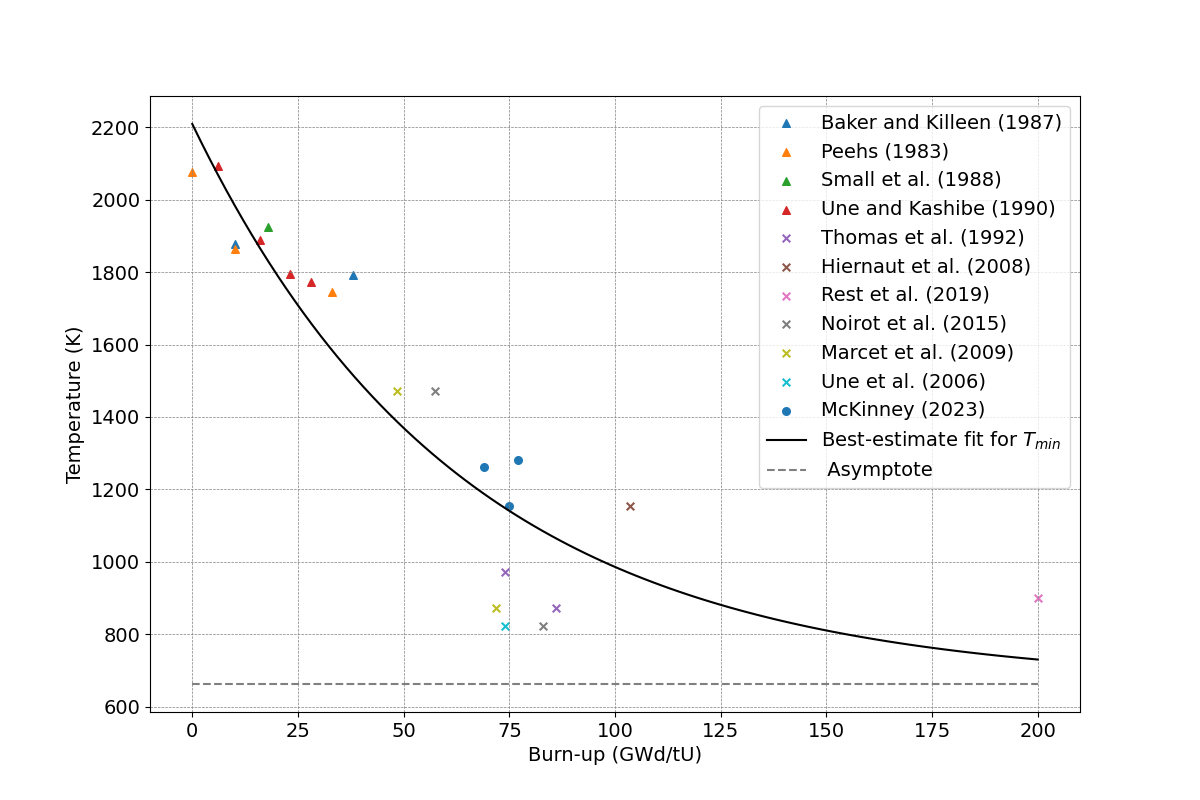 2200
2000
1800
1600
1400
1200
1000
800
600
Temperature (K)
0 25 50 75 100 125 150 175 200
Burn-up (GWd/tU)
Baker and Killeen (1987)
Peehs (1983)
Small et al. (1988)
Une and Kashibe (1990)
Thomas et al. (1992)
Hiernaut et al. (2008)
Rest et al. (2019)
Noirot et al. (2015)
Marcet et al. (2009)
Une et al. (2006)
McKinney (2023)
Best-estimate fit for T_min
Asymptote